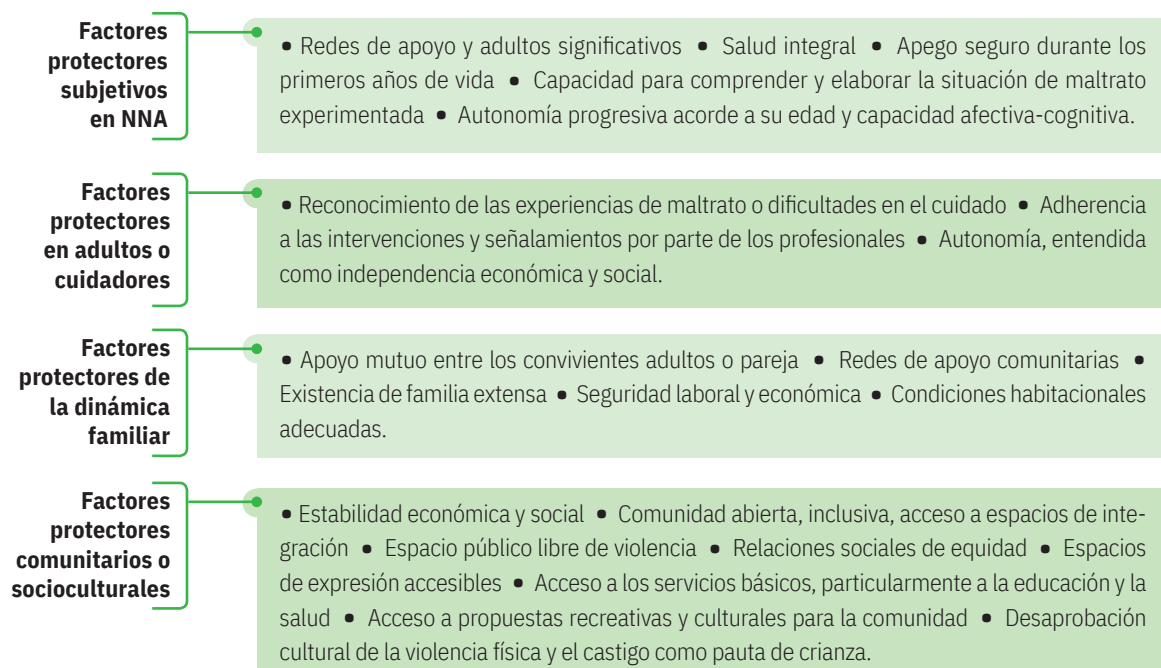 Factores
protectores
subjetivos
en NNA
• Redes de apoyo y adultos significativos • Salud integral • Apego seguro durante los
primeros años de vida • Capacidad para comprender y elaborar la situación de maltrato
experimentada • Autonomía progresiva acorde a su edad y capacidad afectiva-cognitiva.
Factores
protectores
en adultos o
cuidadores
• Reconocimiento de las experiencias de maltrato o dificultades en el cuidado • Adherencia
a las intervenciones y señalamientos por parte de los profesionales • Autonomía, entendida
como independencia económica y social.
Factores
protectores de
la dinámica
familiar
• Apoyo mutuo entre los convivientes adultos o pareja • Redes de apoyo comunitarias •
Existencia de familia extensa • Seguridad laboral y económica • Condiciones habitacionales
adecuadas.
Factores
protectores
comunitarios o
socioculturales
• Estabilidad económica y social • Comunidad abierta, inclusiva, acceso a espacios de inte-
gración • Espacio público libre de violencia • Relaciones sociales de equidad • Espacios
de expresión accesibles • Acceso a los servicios básicos, particularmente a la educación y la
salud • Acceso a propuestas recreativas y culturales para la comunidad • Desaprobación
cultural de la violencia física y el castigo como pauta de crianza.